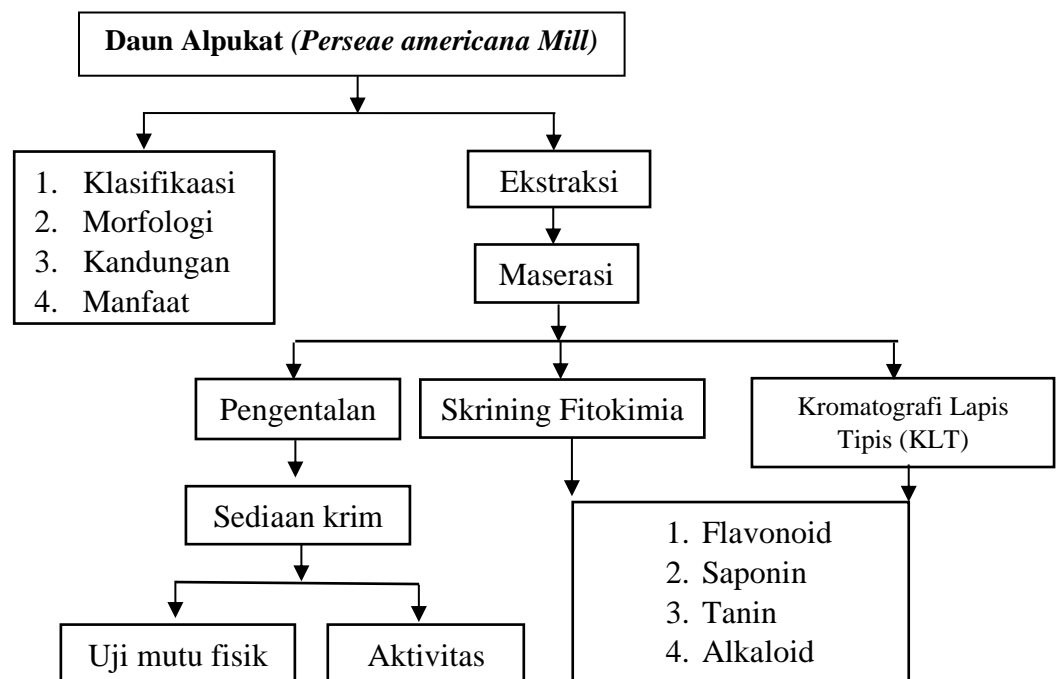 Daun Alpukat (Perseae americana Mill)
1. Klasifikaasi
2. Morfologi
3. Kandungan
4. Manfaat
Ekstraksi
Maserasi
Pengentalan
Skrining Fitokimia
Kromatografi Lapis
Tipis (KLT)
Sediaan krim
1. Flavonoid
2. Saponin
3. Tanin
4. Alkaloid
Uji mutu fisik
Aktivitas